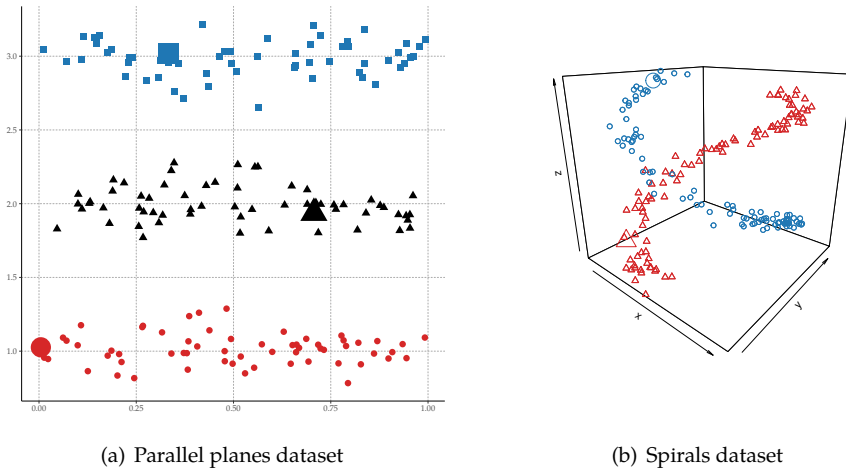 3.0
2.5
2.0
1.5
1.0
0.00
0.25
0.50
0.75
1.00
z
x
y
(a) Parallel planes dataset
(b) Spirals dataset